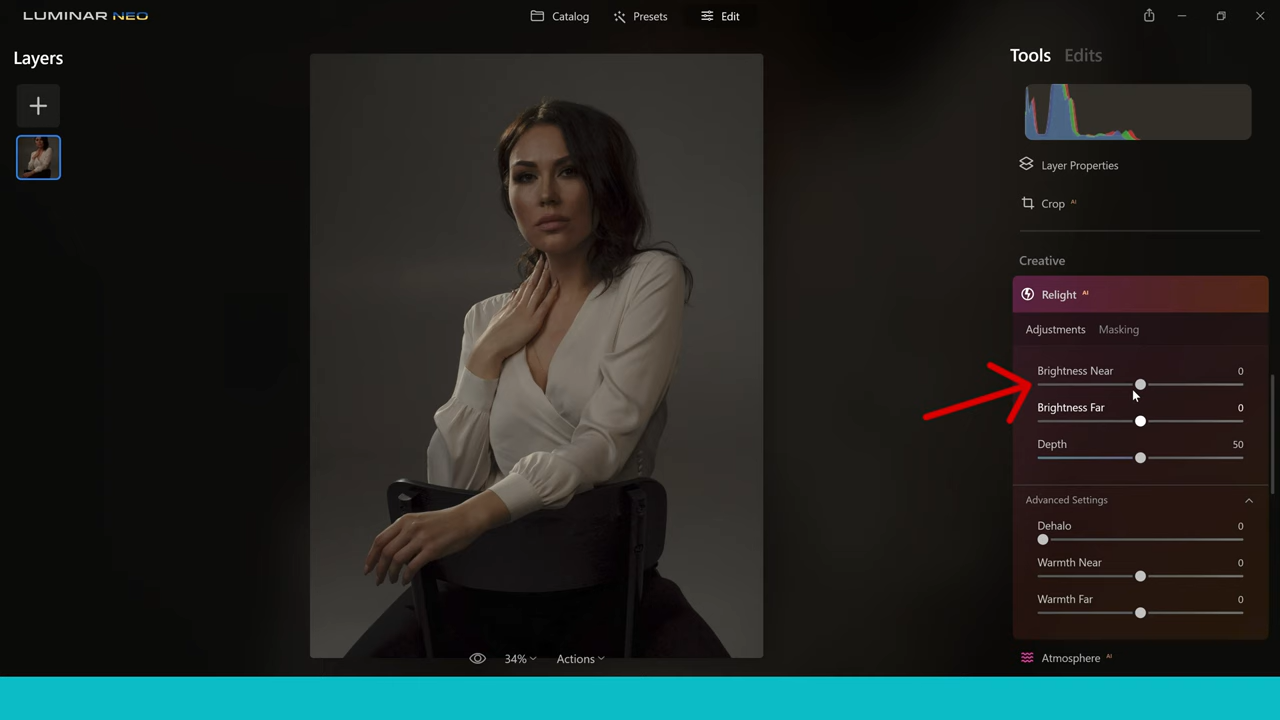 LUMINAR NEO
Catalog
Presets
Edit
Layers
Tools Edits
Layer Properties
Crop AI
Creative
Relight AI
Adjustments Masking
Brightness Near 0
Brightness Far 0
Depth 50
Advanced Settings
Dehalo 0
Warmth Near 0
Warmth Far 0
Atmosphere AI
34% Actions